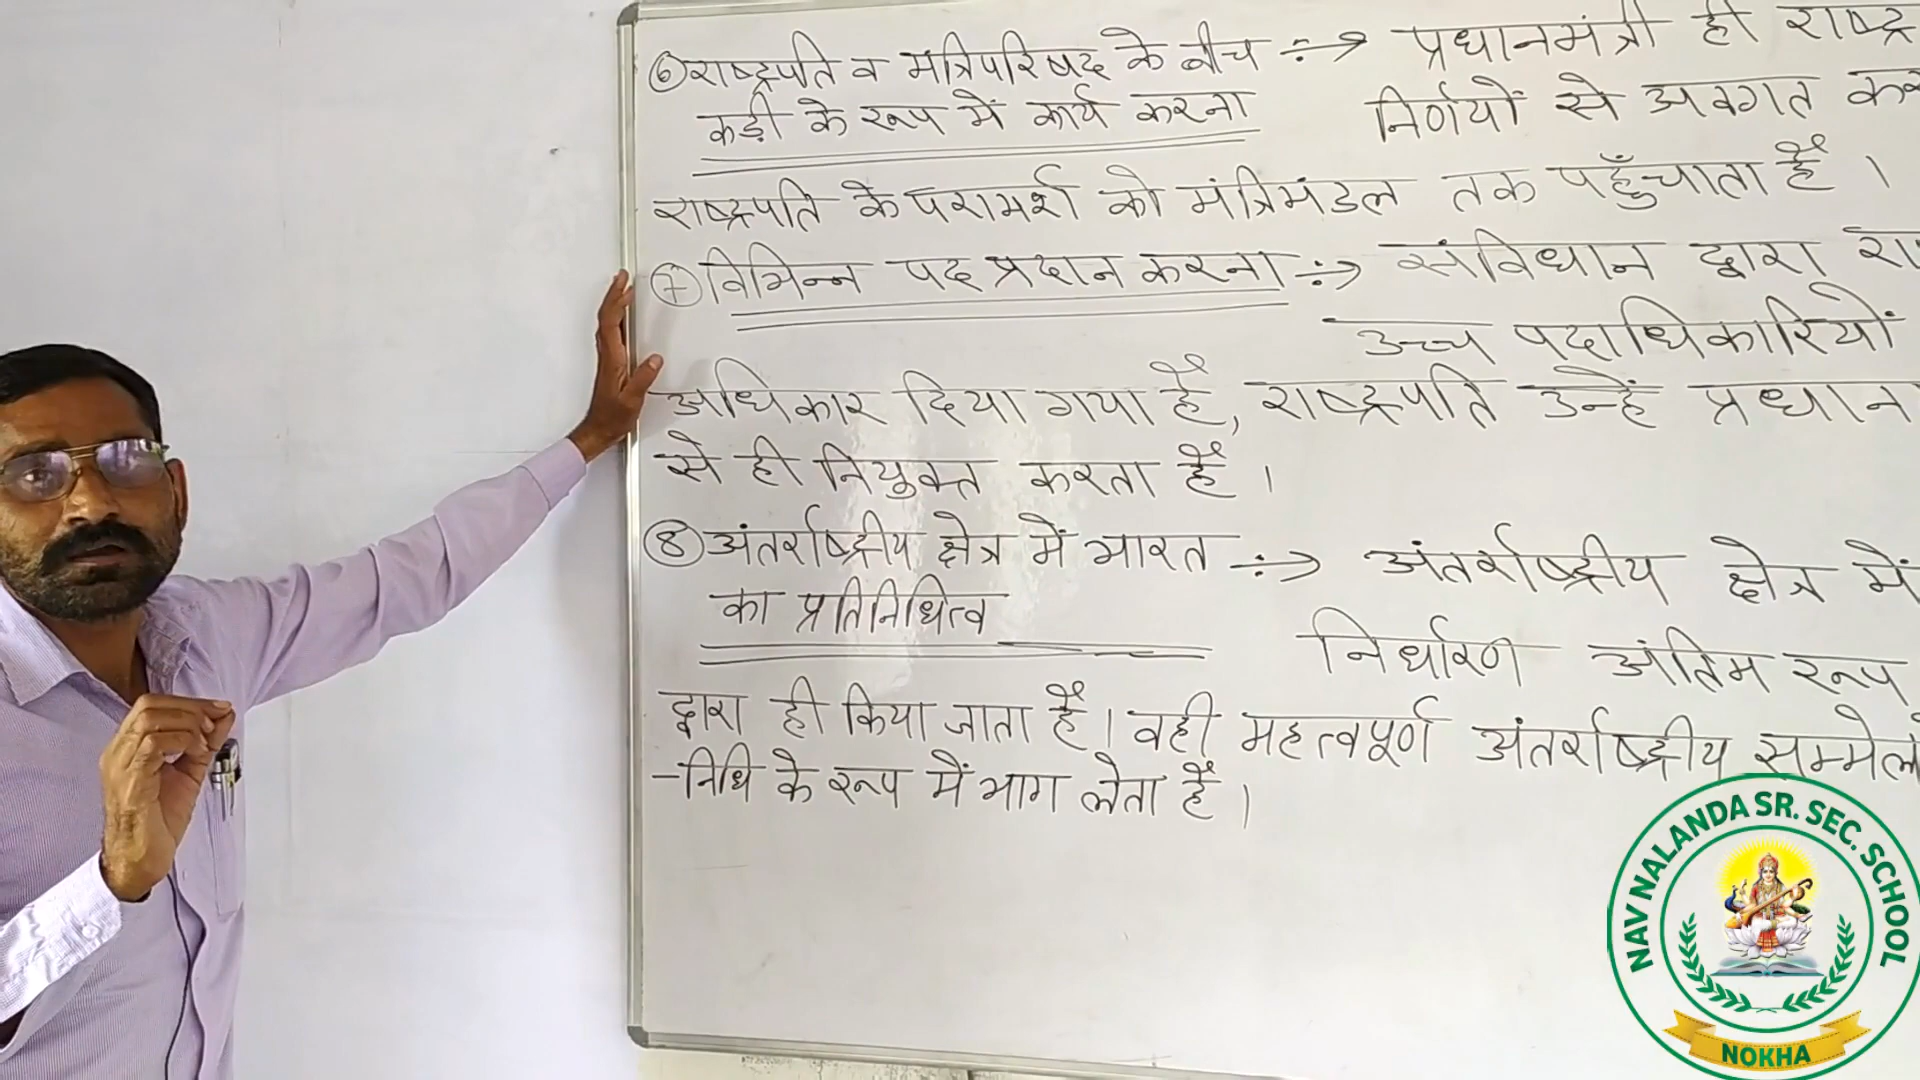 ⑥ राष्ट्रपति व मंत्रिपरिषद के बीच ÷→ प्रधानमंत्री ही राष्ट्र
कड़ी के रूप में कार्य करना
निर्णयों से अवगत कर
राष्ट्रपति के परामर्श को मंत्रिमंडल तक पहुँचाता है ।
⑦ विभिन्न पद प्रदान करना ÷→ संविधान द्वारा रा
उच्च पदाधिकारियों
अधिकार दिया गया है, राष्ट्रपति उन्हें प्रधान
से ही नियुक्त करता है ।
⑧ अंतर्राष्ट्रीय क्षेत्र में भारत ÷→ अंतर्राष्ट्रीय क्षेत्र में
का प्रतिनिधित्व
निर्धारण अंतिम रूप
द्वारा ही किया जाता है । वही महत्वपूर्ण अंतर्राष्ट्रीय सम्मेल
-निधि के रूप में भाग लेता है ।
NAV NALANDA SR. SEC. SCHOOL
NOKHA